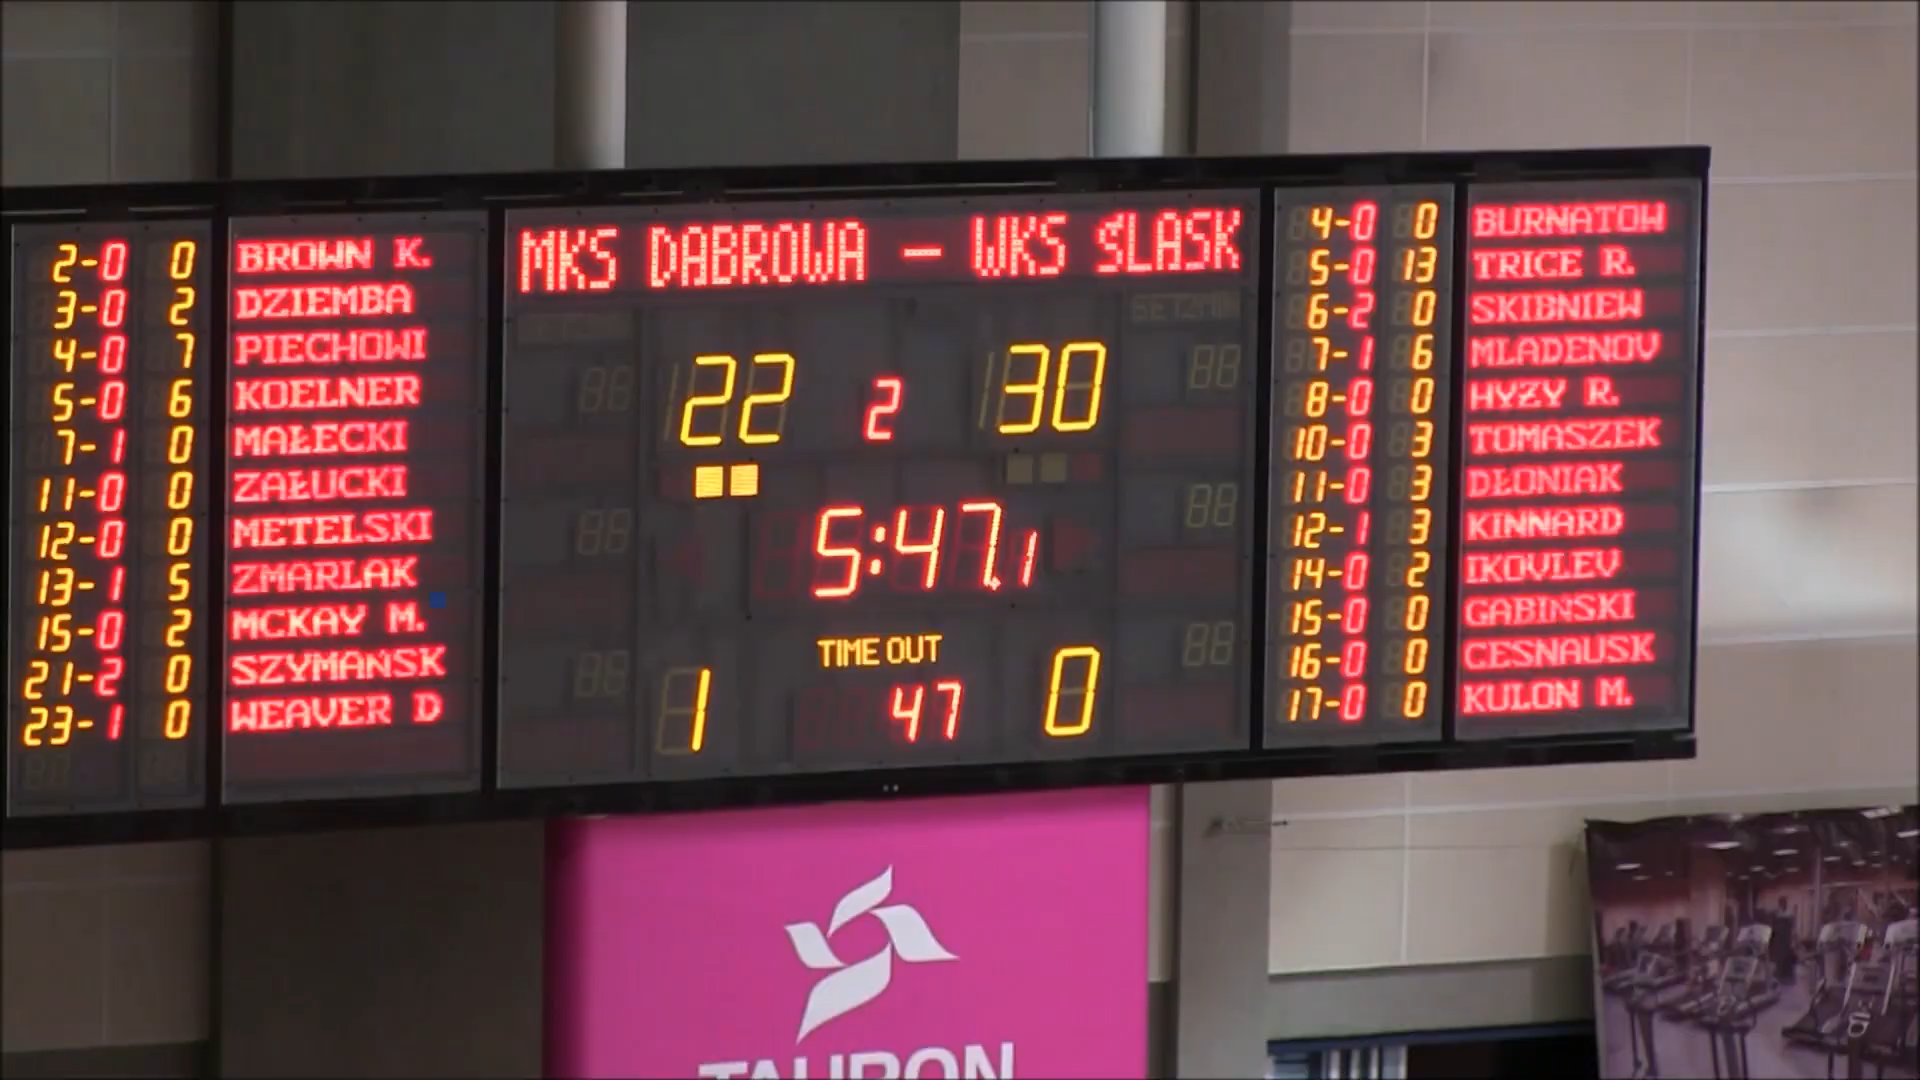 2-0 0 BROWN K.
3-0 2 DZIEMBA
4-0 7 PIECHOWI
5-0 6 KOELNER
7-1 0 MAŁECKI
11-0 0 ZAŁUCKI
12-0 0 METELSKI
13-1 5 ZMARLAK
15-0 2 MCKAY M.
21-2 0 SZYMAŃSK
23-1 0 WEAVER D
MKS DĄBROWA - WKS ŚLĄSK
22 2 30
5:47.1
TIME OUT
1 47 0
4-0 0 BURNATOW
5-0 13 TRICE R.
6-2 0 SKIBNIEW
7-1 6 MLADENOV
8-0 0 HYŻY R.
10-0 3 TOMASZEK
11-0 3 DŁONIAK
12-1 3 KINNARD
14-0 2 IKOVLEV
15-0 0 GABIŃSKI
16-0 0 CESNAUSK
17-0 0 KULON M.
TAURON